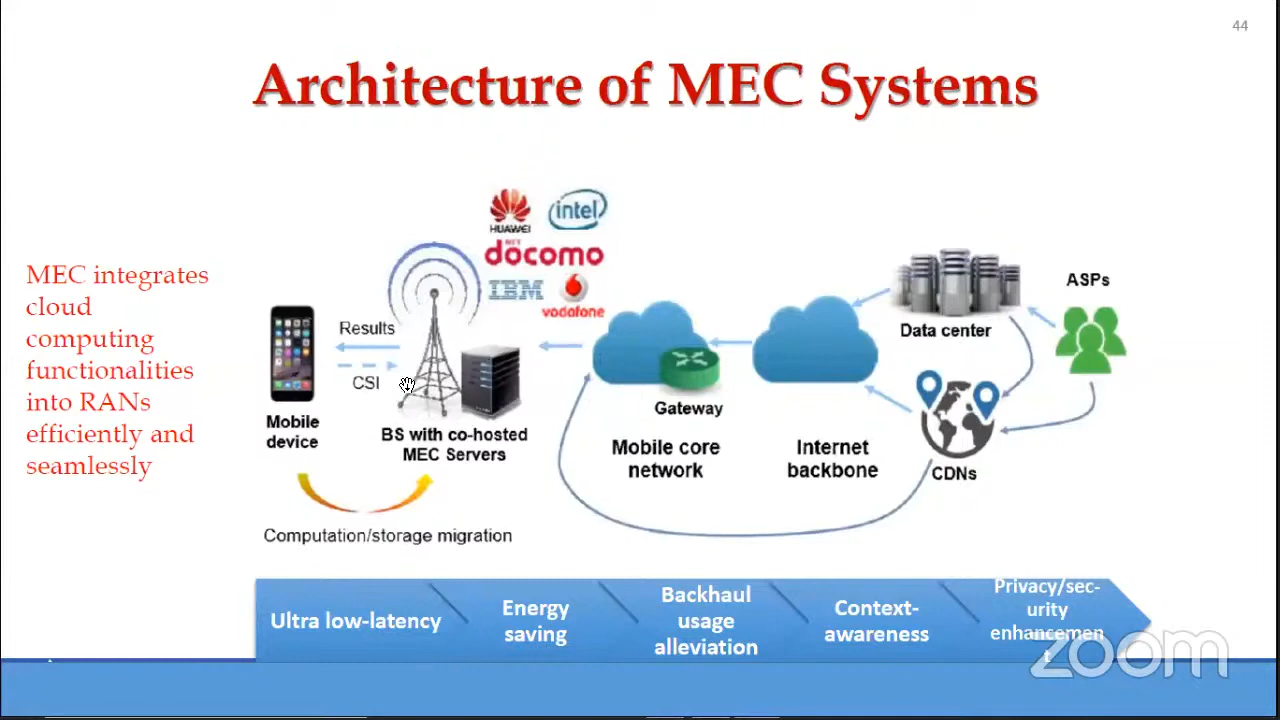 44
Architecture of MEC Systems
MEC integrates
cloud
computing
functionalities
into RANs
efficiently and
seamlessly
HUAWEI
intel
NTT
docomo
IBM
vodafone
Results
CSI
Mobile
device
BS with co-hosted
MEC Servers
Computation/storage migration
Gateway
Mobile core
network
Internet
backbone
Data center
ASPs
CDNs
Ultra low-latency
Energy
saving
Backhaul
usage
alleviation
Context-
awareness
Privacy/sec-
urity
enhancemen
t
zoom